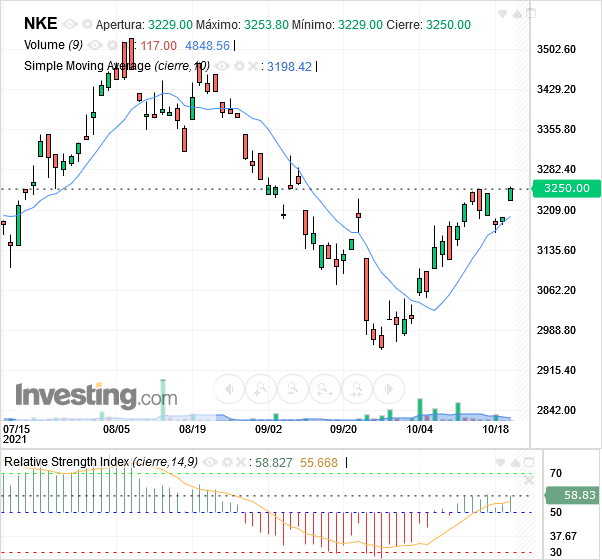 NKE Apertura: 3229.00 Máximo: 3253.80 Mínimo: 3229.00 Cierre: 3250.00
Volume (9) : 117.00 4848.56
Simple Moving Average (cierre,10) : 3198.42
3502.60
3429.20
3355.80
3282.40
3250.00
3209.00
3135.60
3062.20
2988.80
2915.40
2842.00
Investing.com
07/15 08/05 08/19 09/02 09/20 10/04 10/18
2021
Relative Strength Index (cierre,14,9) : 58.827 55.668
70
58.83
50
37.67
30